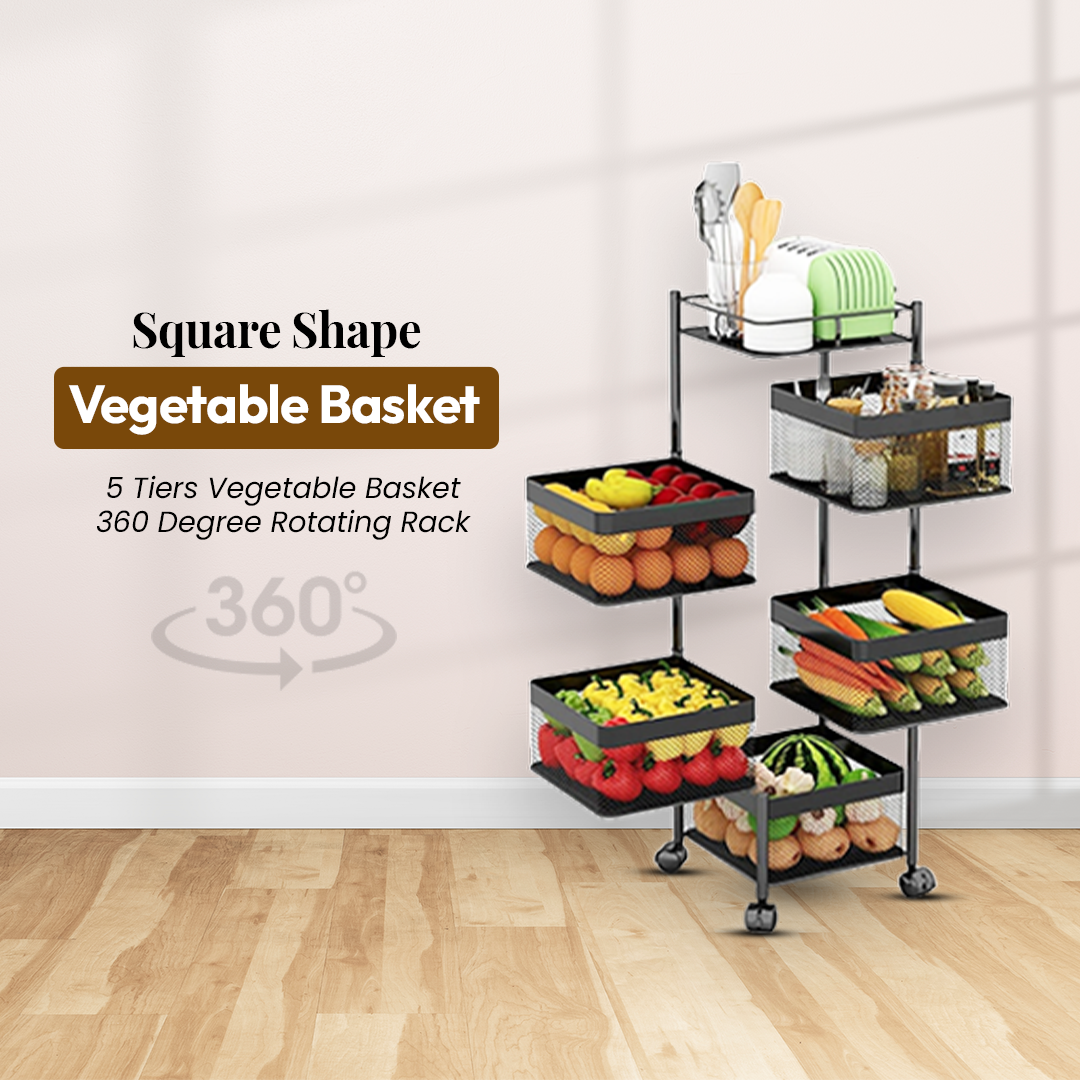 Square Shape
Vegetable Basket
5 Tiers Vegetable Basket
360 Degree Rotating Rack
360°